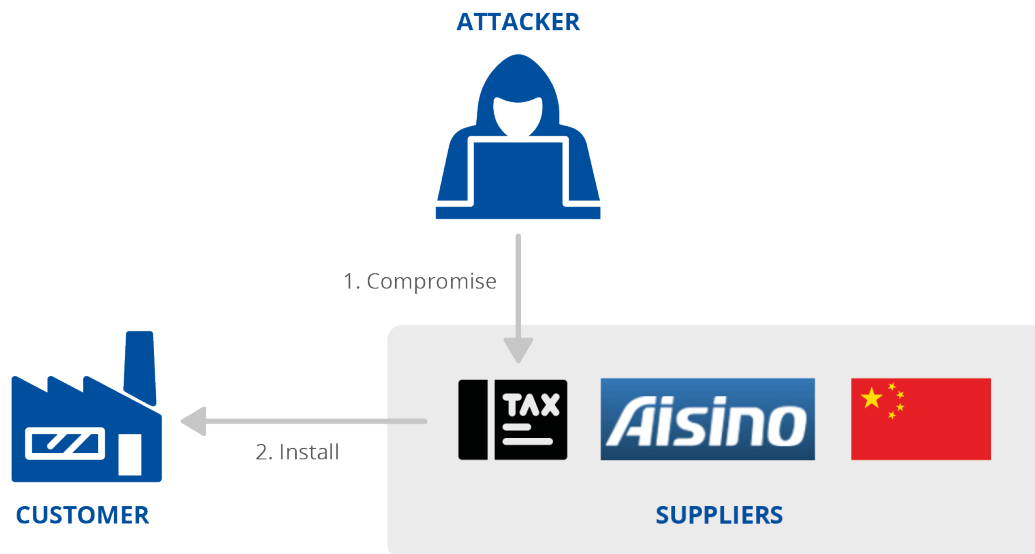 ATTACKER
1. Compromise
TAX
Aisino
2. Install
CUSTOMER
SUPPLIERS